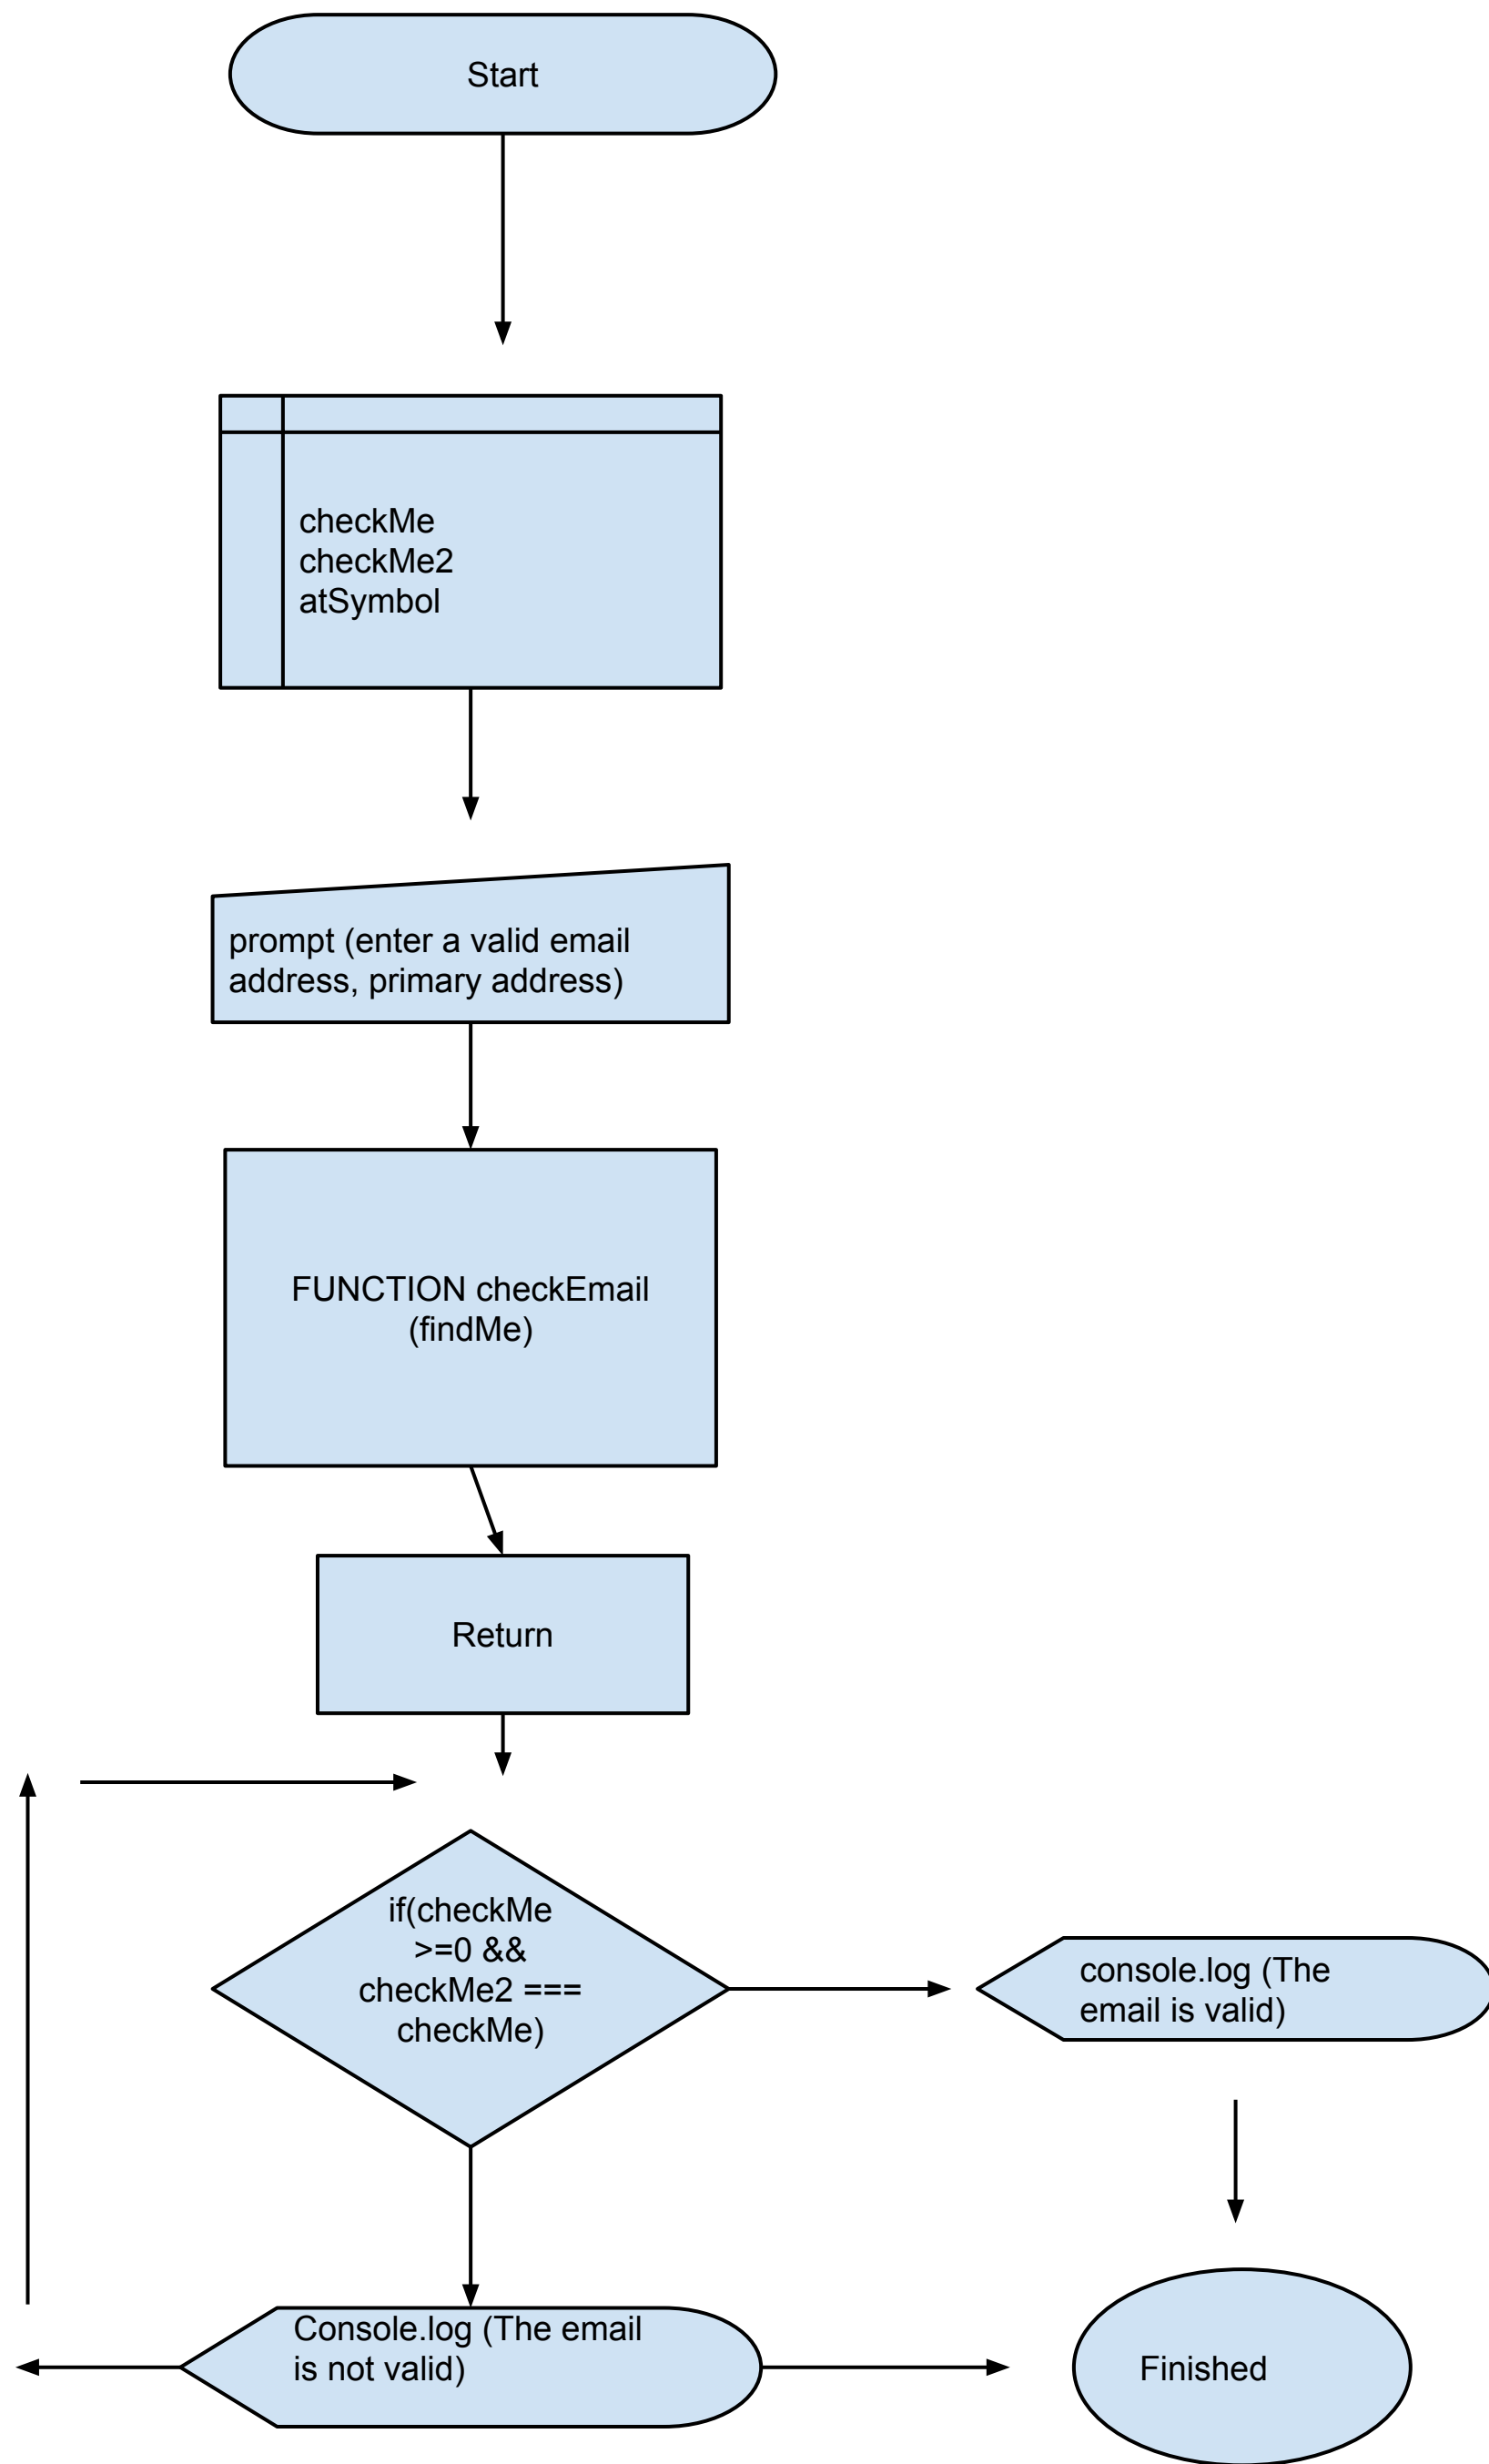 Start
checkMe
checkMe2
atSymbol
prompt (enter a valid email
address, primary address)
FUNCTION checkEmail
(findMe)
Return
if(checkMe
>=0 &&
checkMe2 ===
checkMe)
console.log (The
email is valid)
Console.log (The email
is not valid)
Finished